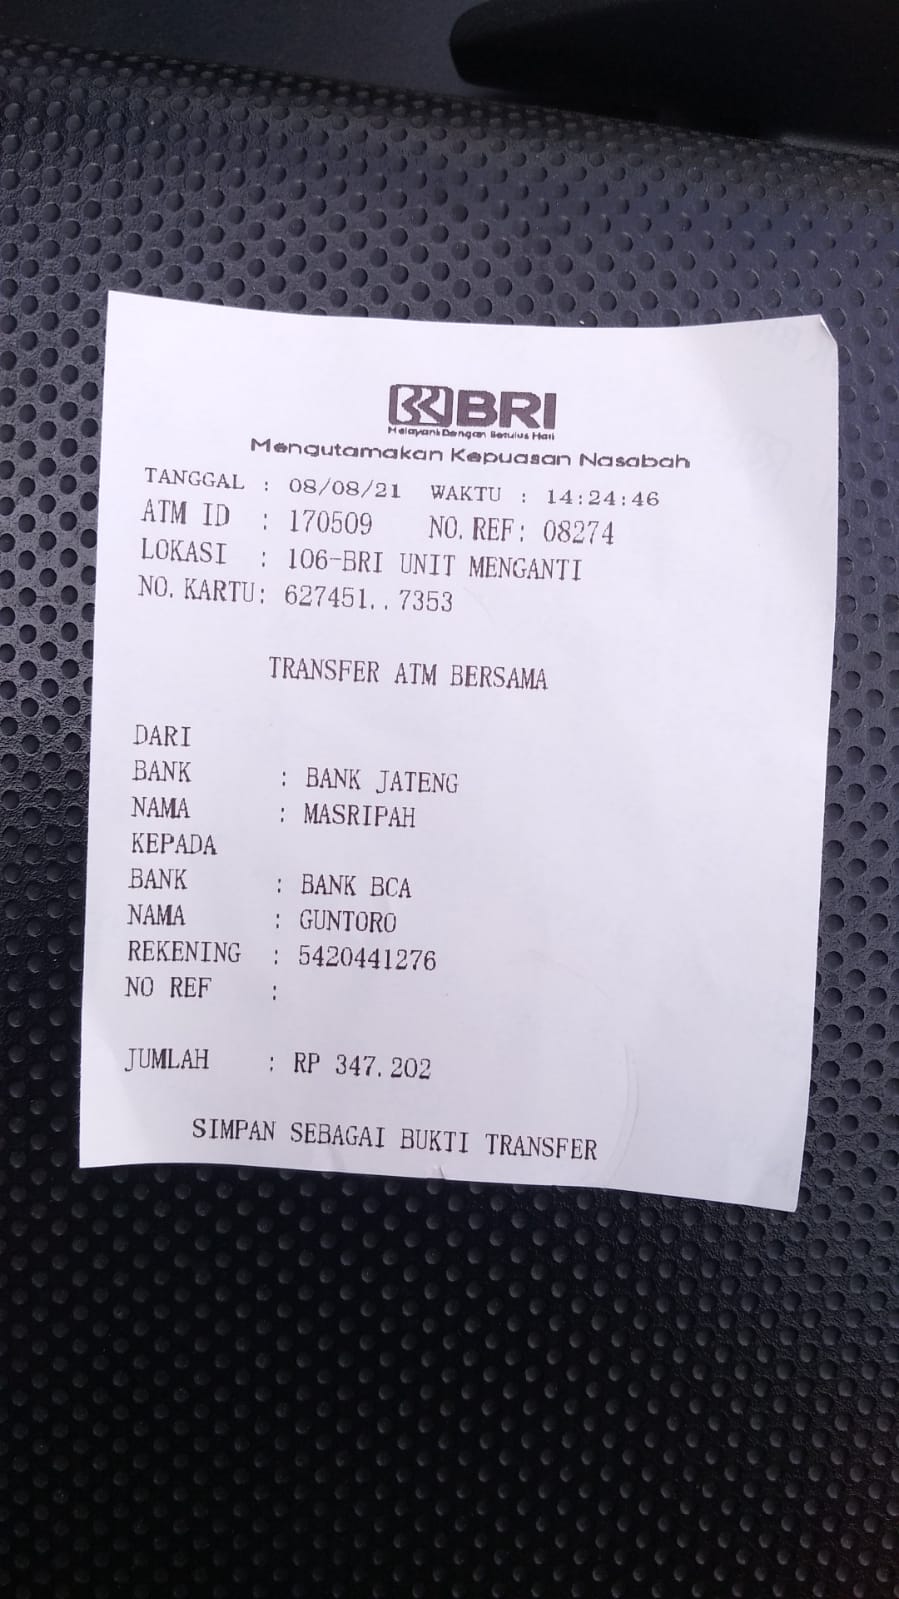 BRI
Melayani Dengan Setulus Hati
Mengutamakan Kepuasan Nasabah
TANGGAL : 08/08/21 WAKTU : 14:24:46
ATM ID : 170509 NO. REF: 08274
LOKASI : 106-BRI UNIT MENGANTI
NO. KARTU: 627451..7353
TRANSFER ATM BERSAMA
DARI
BANK : BANK JATENG
NAMA : MASRIPAH
KEPADA
BANK : BANK BCA
NAMA : GUNTORO
REKENING : 5420441276
NO REF :
JUMLAH : RP 347.202
SIMPAN SEBAGAI BUKTI TRANSFER